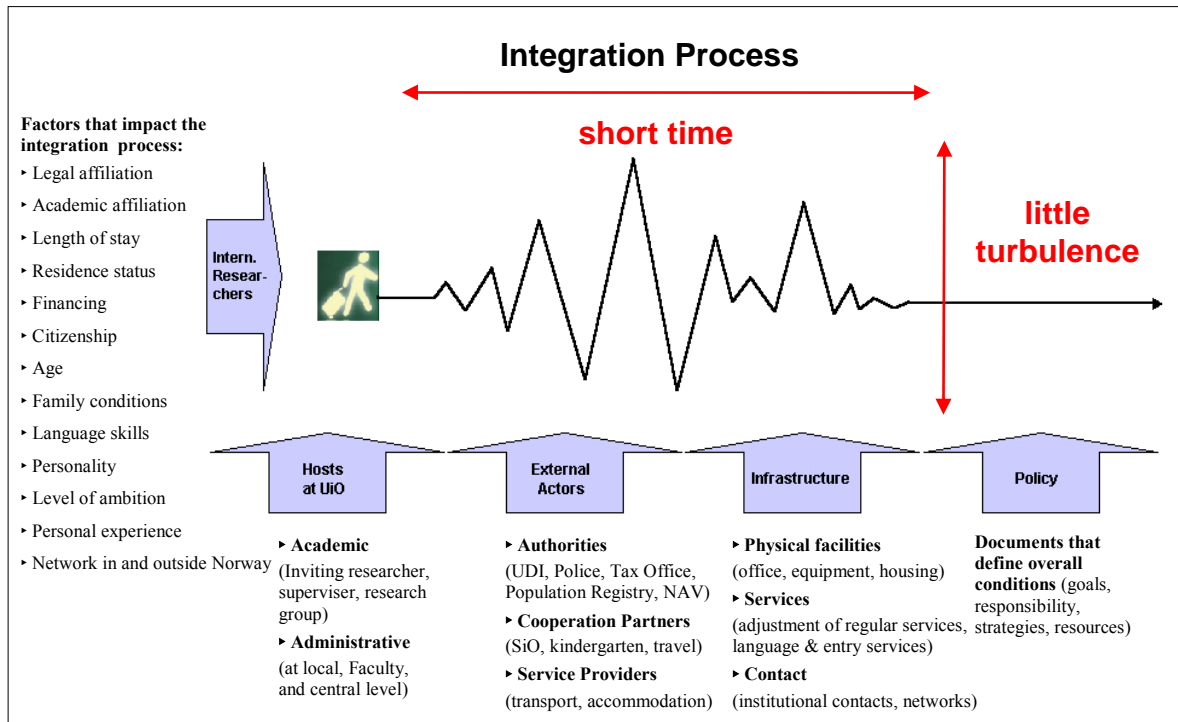 Integration Process
short time
little
turbulence
Factors that impact the
integration process:
‣ Legal affiliation
‣ Academic affiliation
‣ Length of stay
‣ Residence status
‣ Financing
‣ Citizenship
‣ Age
‣ Family conditions
‣ Language skills
‣ Personality
‣ Level of ambition
‣ Personal experience
‣ Network in and outside Norway
Intern.
Resear-
chers
Hosts
at UiO
‣ Academic
(Inviting researcher,
superviser, research
group)
‣ Administrative
(at local, Faculty,
and central level)
External
Actors
‣ Authorities
(UDI, Police, Tax Office,
Population Registry, NAV)
‣ Cooperation Partners
(SiO, kindergarten, travel)
‣ Service Providers
(transport, accommodation)
Infrastructure
‣ Physical facilities
(office, equipment, housing)
‣ Services
(adjustment of regular services,
language & entry services)
‣ Contact
(institutional contacts, networks)
Policy
Documents that
define overall
conditions (goals,
responsibility,
strategies, resources)